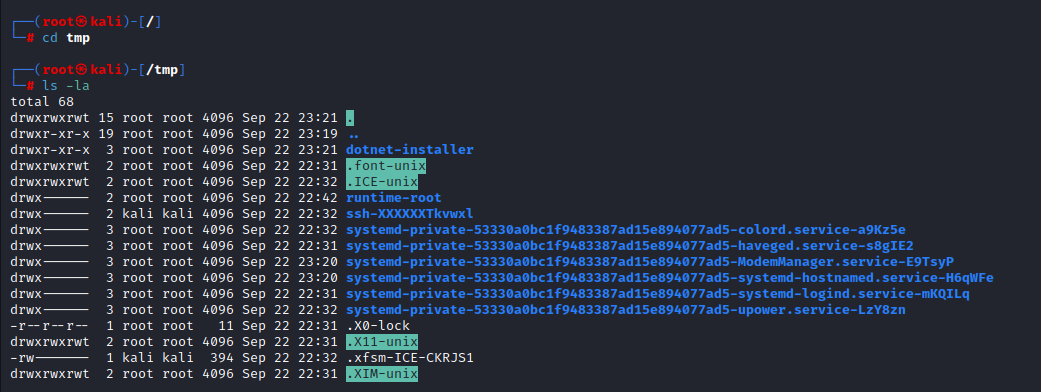 ┌──(root㉿kali)-[/]
└─# cd tmp
┌──(root㉿kali)-[/tmp]
└─# ls -la
total 68
drwxrwxrwt 15 root root 4096 Sep 22 23:21 .
drwxr-xr-x 19 root root 4096 Sep 22 23:19 ..
drwxr-xr-x  3 root root 4096 Sep 22 23:21 dotnet-installer
drwxrwxrwt  2 root root 4096 Sep 22 22:31 .font-unix
drwxrwxrwt  2 root root 4096 Sep 22 22:32 .ICE-unix
drwx------  2 root root 4096 Sep 22 22:42 runtime-root
drwx------  2 kali kali 4096 Sep 22 22:32 ssh-XXXXXXTkvwxl
drwx------  3 root root 4096 Sep 22 22:32 systemd-private-53330a0bc1f9483387ad15e894077ad5-colord.service-a9Kz5e
drwx------  3 root root 4096 Sep 22 22:31 systemd-private-53330a0bc1f9483387ad15e894077ad5-haveged.service-s8gIE2
drwx------  3 root root 4096 Sep 22 23:20 systemd-private-53330a0bc1f9483387ad15e894077ad5-ModemManager.service-E9TsyP
drwx------  3 root root 4096 Sep 22 23:20 systemd-private-53330a0bc1f9483387ad15e894077ad5-systemd-hostnamed.service-H6qWFe
drwx------  3 root root 4096 Sep 22 22:31 systemd-private-53330a0bc1f9483387ad15e894077ad5-systemd-logind.service-mKQILq
drwx------  3 root root 4096 Sep 22 22:32 systemd-private-53330a0bc1f9483387ad15e894077ad5-upower.service-LzY8zn
-r--r--r--  1 root root   11 Sep 22 22:31 .X0-lock
drwxrwxrwt  2 root root 4096 Sep 22 22:31 .X11-unix
-rw-------  1 kali kali  394 Sep 22 22:32 .xfsm-ICE-CKRJS1
drwxrwxrwt  2 root root 4096 Sep 22 22:31 .XIM-unix